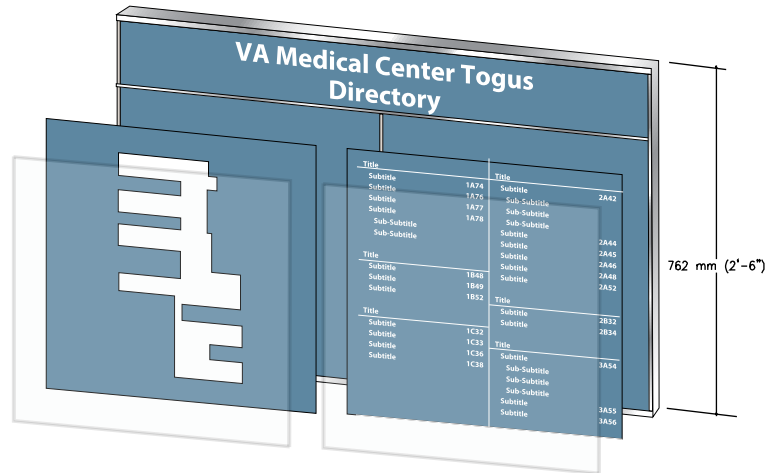 VA Medical Center Togus
Directory
Title
Subtitle 1A74
Subtitle 1A76
Subtitle 1A77
Subtitle 1A78
Sub-Subtitle
Sub-Subtitle
Title
Subtitle 1B48
Subtitle 1B49
Subtitle 1B52
Title
Subtitle 1C32
Subtitle 1C33
Subtitle 1C36
Subtitle 1C38
Title
Subtitle 2A42
Sub-Subtitle
Sub-Subtitle
Sub-Subtitle
Subtitle 2A44
Subtitle 2A45
Subtitle 2A46
Subtitle 2A48
Subtitle 2A52
Title
Subtitle 2B32
Subtitle 2B34
Title
Subtitle 3A54
Sub-Subtitle
Sub-Subtitle
Sub-Subtitle
Subtitle 3A55
Subtitle 3A56
762 mm (2'-6")